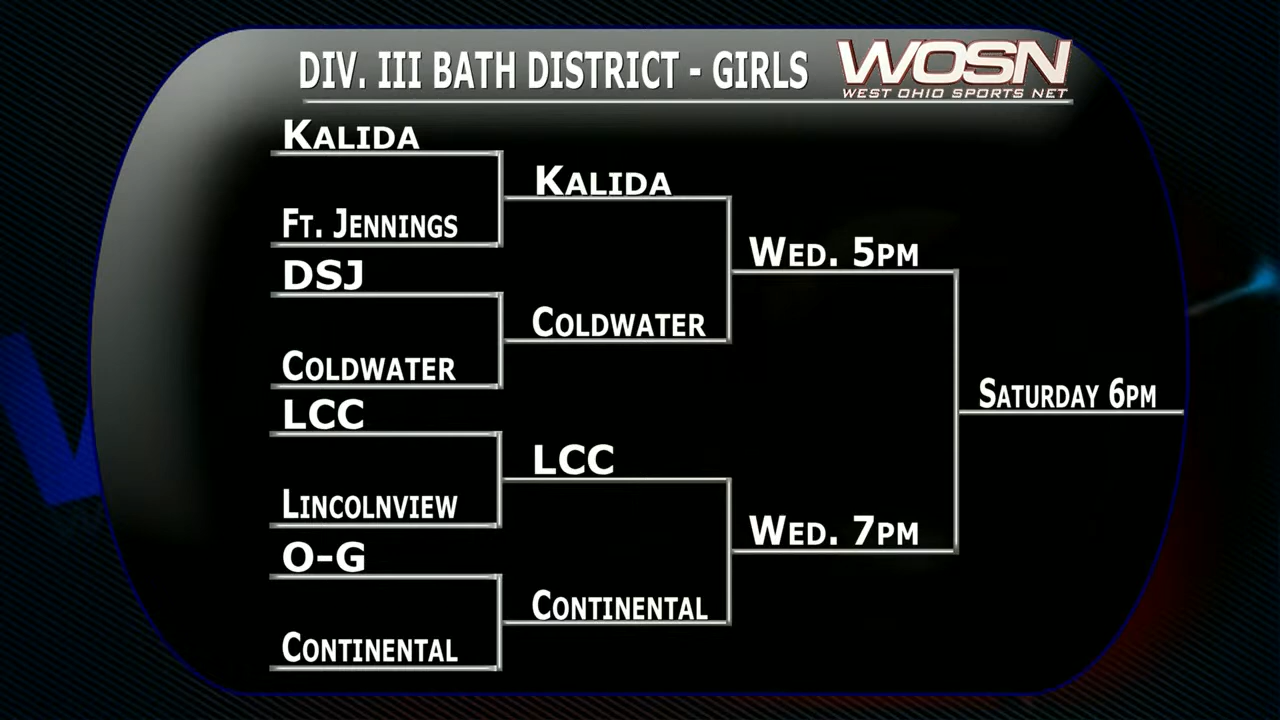 DIV. III BATH DISTRICT - GIRLS
WOSN
WEST OHIO SPORTS NET
KALIDA
FT. JENNINGS
DSJ
COLDWATER
LCC
LINCOLNVIEW
O-G
CONTINENTAL
KALIDA
COLDWATER
LCC
CONTINENTAL
WED. 5PM
WED. 7PM
SATURDAY 6PM